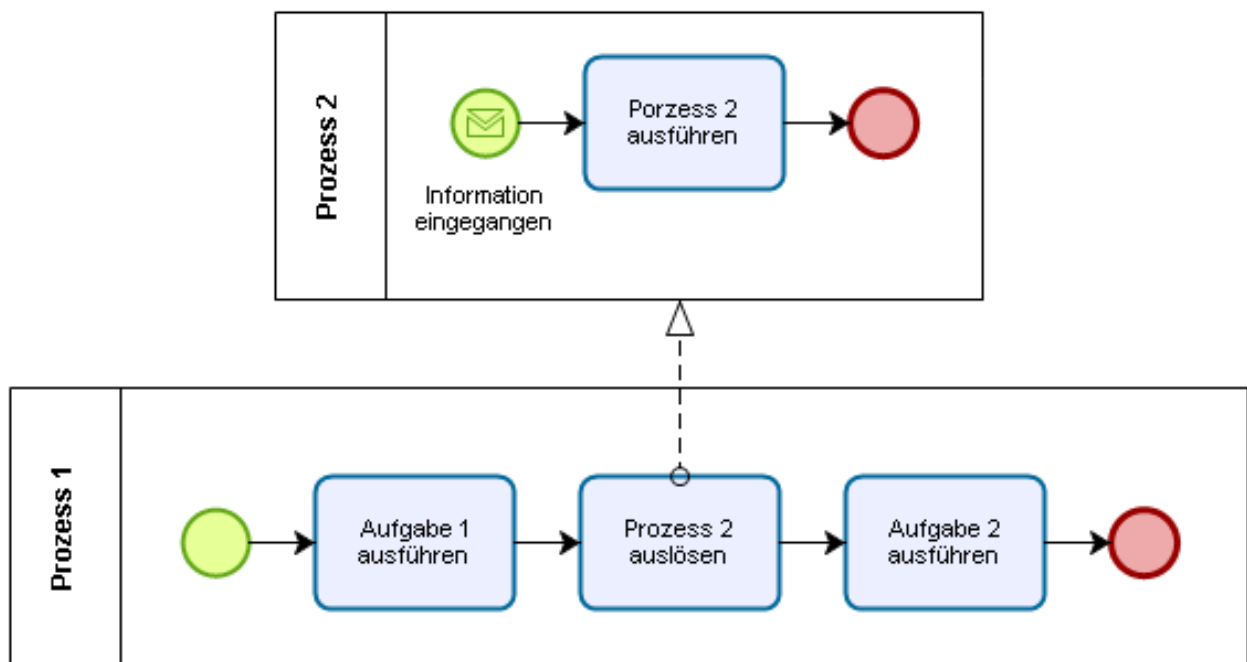 Prozess 2
Porzess 2
ausführen
Information
eingegangen
Prozess 1
Aufgabe 1
ausführen
Prozess 2
auslösen
Aufgabe 2
ausführen